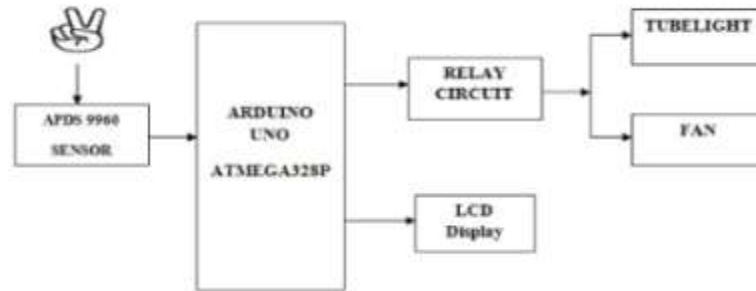 APDS 9960
SENSOR
ARDUINO
UNO
ATMEGA328P
RELAY
CIRCUIT
LCD
Display
TUBELIGHT
FAN